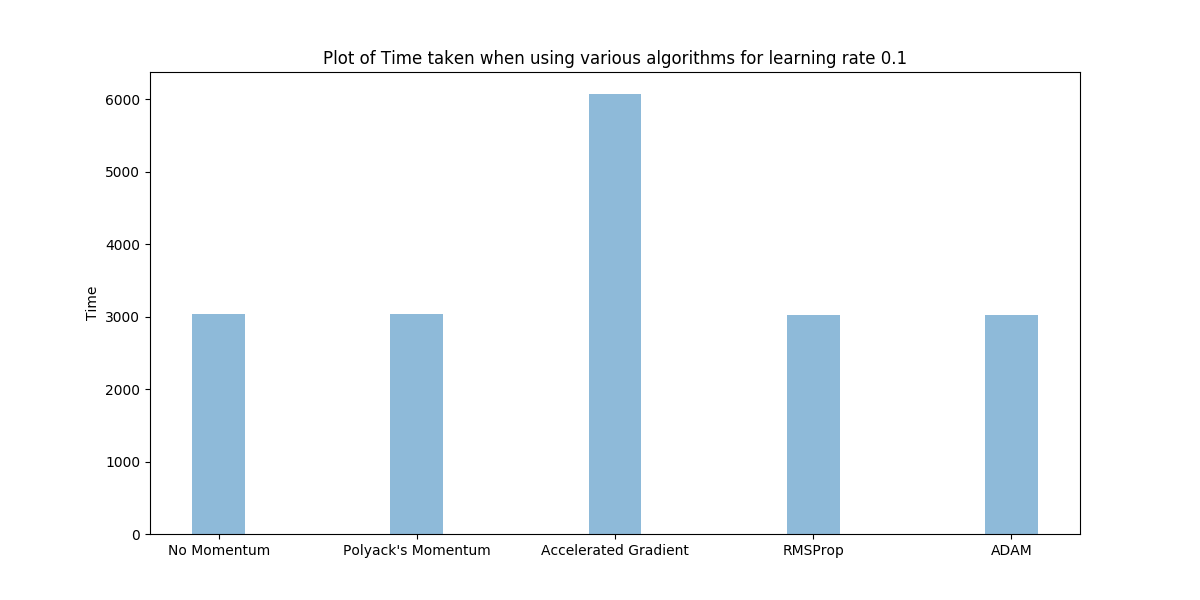 Plot of Time taken when using various algorithms for learning rate 0.1
6000
5000
4000
3000
2000
1000
0
Time
No Momentum
Polyack's Momentum
Accelerated Gradient
RMSProp
ADAM